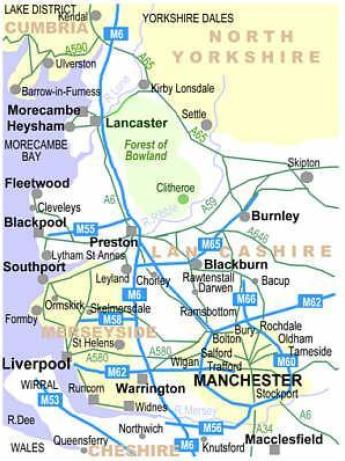 LAKE DISTRICT
YORKSHIRE DALES
Kendal
CUMBRIA
M6
NORTH
YORKSHIRE
A590
A65
Ulverston
Barrow-in-Furness
R.Lune
Kirby Lonsdale
Morecambe
Heysham
Lancaster
Settle
A65
MORECAMBE
BAY
Forest of
Bowland
Skipton
Fleetwood
Clitheroe
Cleveleys
A6
A59
R.Ribble
Burnley
Blackpool
M55
A646
Preston
M65
LANCASHIRE
Lytham St Annes
Blackburn
Southport
Leyland
Chorley
Rawtenstall
Darwen
Bacup
M6
M66
M62
Ormskirk
Skelmersdale
Ramsbottom
Formby
M58
MERSEYSIDE
Bury
Rochdale
Bolton
Oldham
St Helens
Salford
Tameside
A580
A580
Trafford
M60
Liverpool
Wigan
M62
MANCHESTER
WIRRAL
Runcorn
Warrington
Stockport
M53
Widnes
R.Mersey
A6
R.Dee
Northwich
M56
Macclesfield
WALES
Queensferry
CHESHIRE
M6
Knutsford